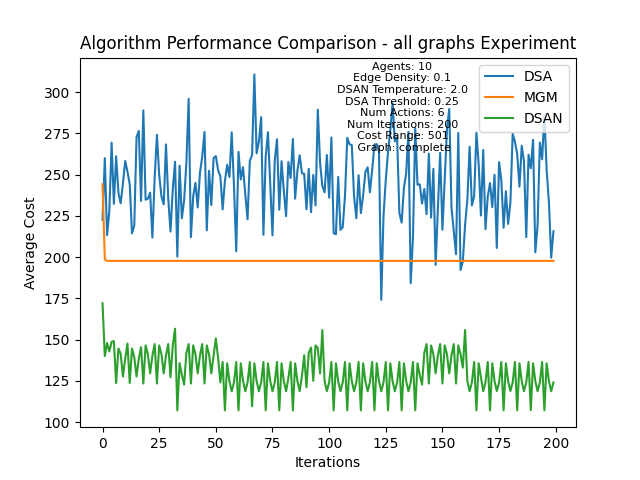 Algorithm Performance Comparison - all graphs Experiment
Agents: 10
Edge Density: 0.1
DSAN Temperature: 2.0
DSA Threshold: 0.25
Num Actions: 6
Num Iterations: 200
Cost Range: 501
Graph: complete
DSA
MGM
DSAN
Average Cost
300
275
250
225
200
175
150
125
100
0
25
50
75
100
125
150
175
200
Iterations